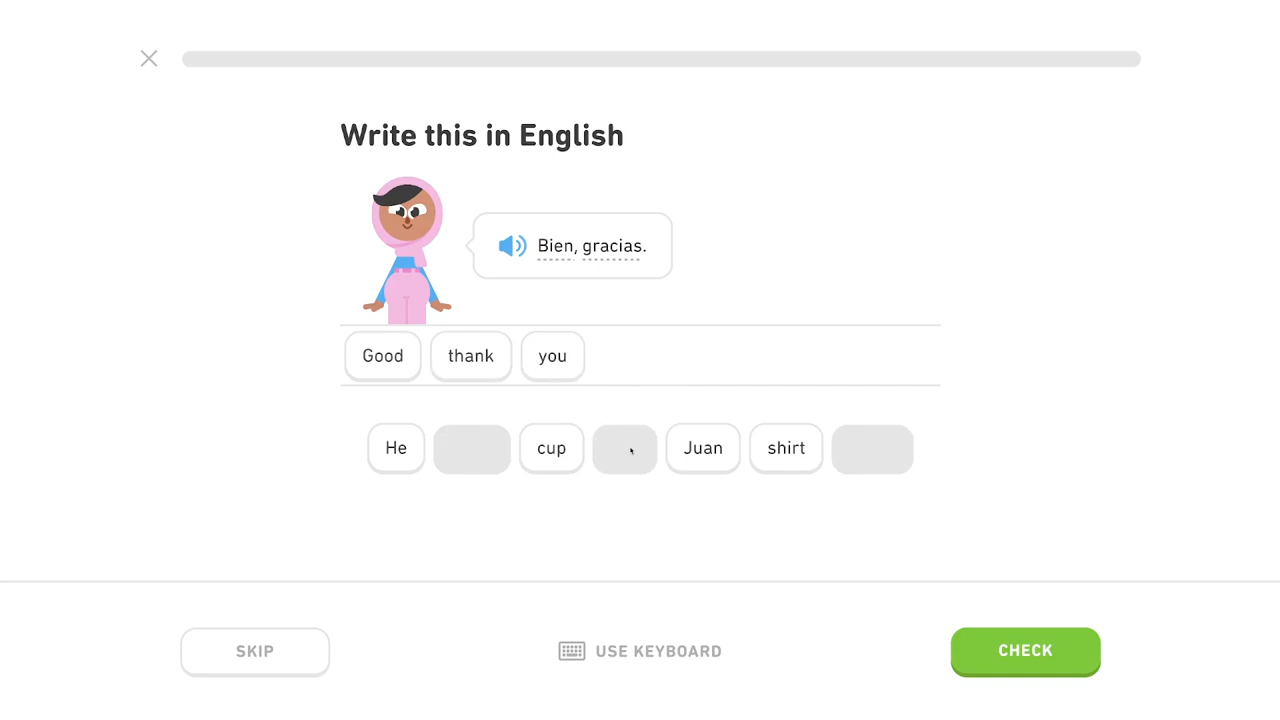 Write this in English
Bien, gracias.
Good thank you
He cup Juan shirt
SKIP USE KEYBOARD CHECK